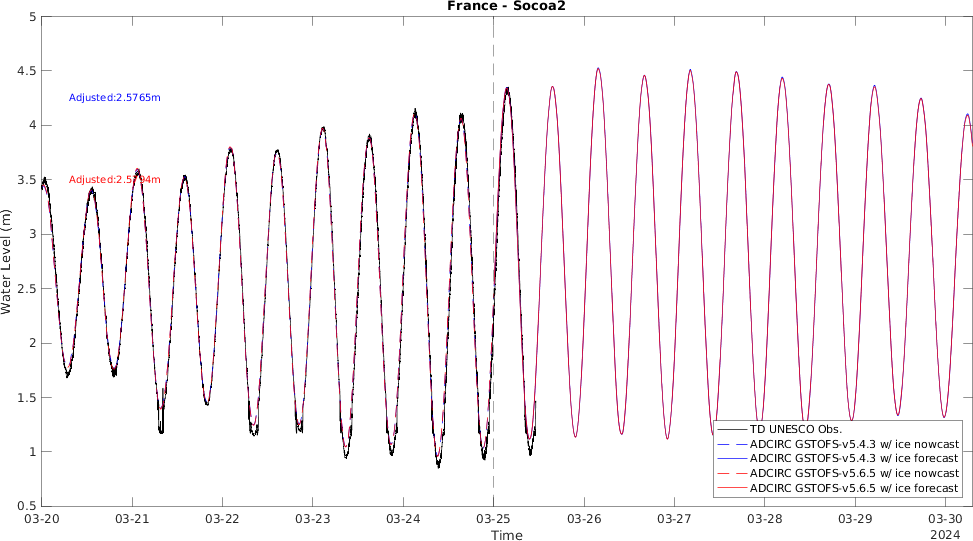 France - Socoa2
5
4.5
4
3.5
3
2.5
2
1.5
1
0.5
Water Level (m)
Adjusted:2.5765m
Adjusted:2.5794m
03-20
03-21
03-22
03-23
03-24
03-25
03-26
03-27
03-28
03-29
03-30
Time
2024
TD UNESCO Obs.
ADCIRC GSTOFS-v5.4.3 w/ ice nowcast
ADCIRC GSTOFS-v5.4.3 w/ ice forecast
ADCIRC GSTOFS-v5.6.5 w/ ice nowcast
ADCIRC GSTOFS-v5.6.5 w/ ice forecast